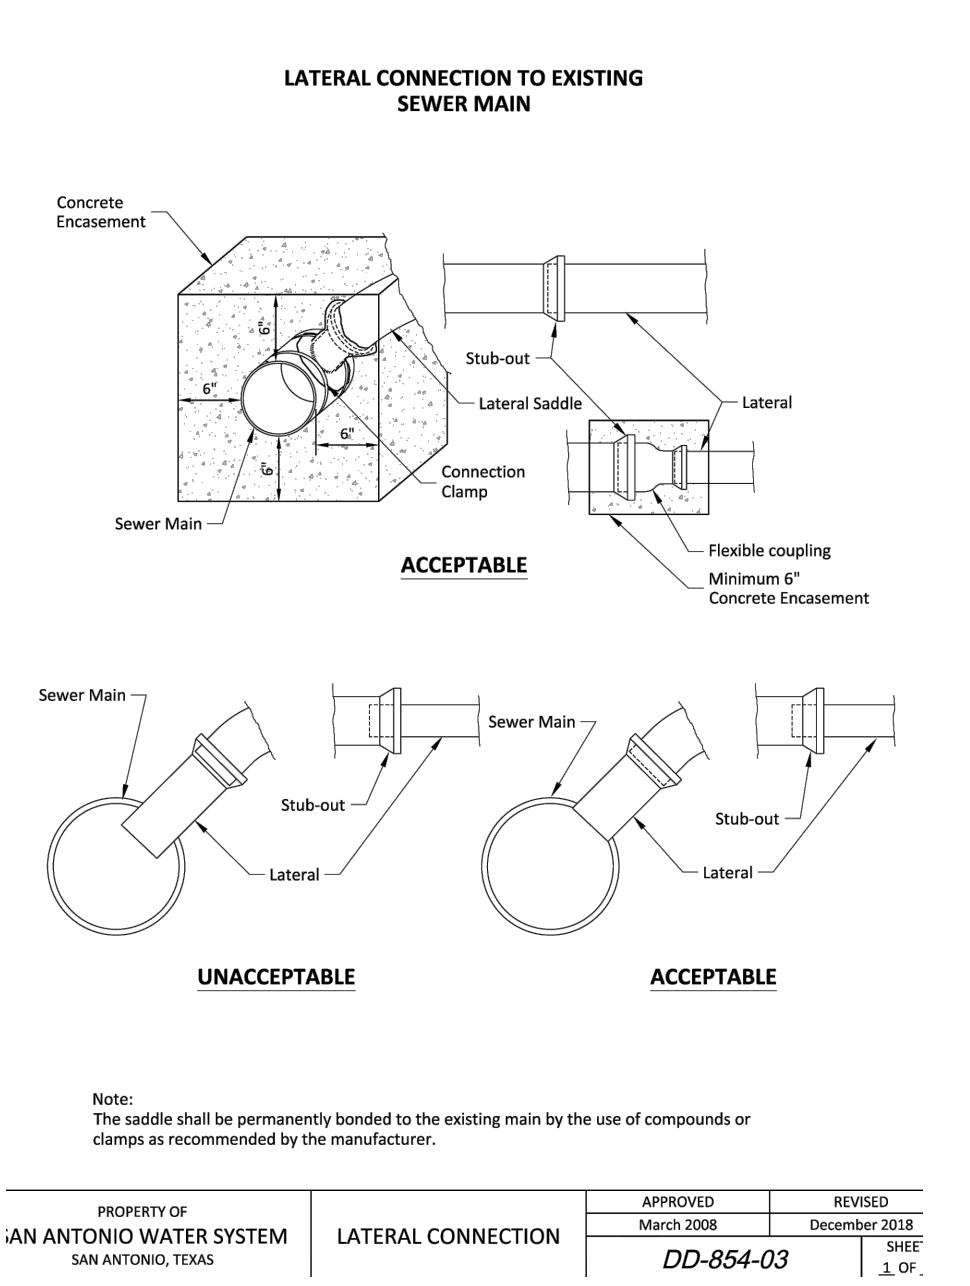 LATERAL CONNECTION TO EXISTING
SEWER MAIN
Concrete
Encasement
6"
6"
6"
6"
Stub-out
Lateral Saddle
Lateral
Connection
Clamp
Sewer Main
Flexible coupling
ACCEPTABLE
Minimum 6"
Concrete Encasement
Sewer Main
Stub-out
Lateral
UNACCEPTABLE
Sewer Main
Stub-out
Lateral
ACCEPTABLE
Note:
The saddle shall be permanently bonded to the existing main by the use of compounds or
clamps as recommended by the manufacturer.
PROPERTY OF
SAN ANTONIO WATER SYSTEM
SAN ANTONIO, TEXAS
LATERAL CONNECTION
APPROVED
March 2008
REVISED
December 2018
DD-854-03
SHEET
1 OF